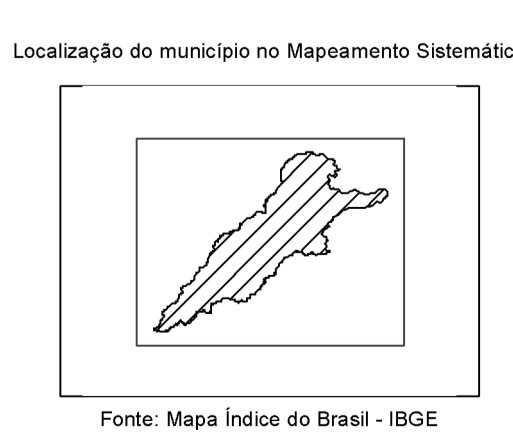 Localização do município no Mapeamento Sistemátic
Fonte: Mapa Índice do Brasil - IBGE